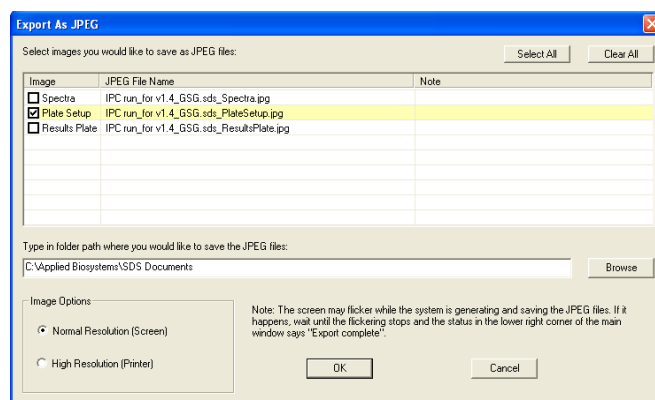 Export As JPEG
Select images you would like to save as JPEG files:
Select All
Clear All
Image JPEG File Name Note
Spectra IPC run_for v1.4_GSG.sds_Spectra.jpg
Plate Setup IPC run_for v1.4_GSG.sds_PlateSetup.jpg
Results Plate IPC run_for v1.4_GSG.sds_ResultsPlate.jpg
Type in folder path where you would like to save the JPEG files:
C:\Applied Biosystems\SDS Documents
Browse
Image Options
Normal Resolution (Screen)
High Resolution (Printer)
Note: The screen may flicker while the system is generating and saving the JPEG files. If it
happens, wait until the flickering stops and the status in the lower right corner of the main
window says "Export complete".
OK
Cancel